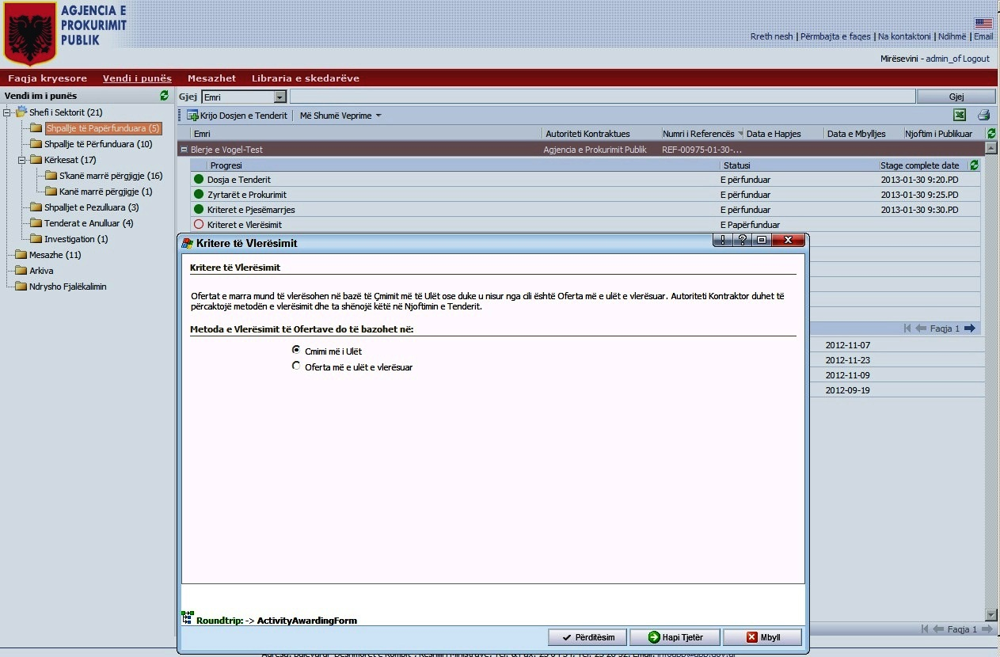 AGJENCIA E
PROKURIMIT
PUBLIK
Rreth nesh | Përmbajta e faqes | Na kontaktoni | Ndihmë | Email
Mirësevini - admin_of Logout
Faqja kryesore Vendi i punës Mesazhet Libraria e skedarëve
Vendi im i punës
Gjej Emri Gjej
Shefi i Sektorit (21)
Shpallje të Papërfunduara (5)
Shpallje të Përfunduara (10)
Kërkesat (17)
S'kanë marrë përgjigje (16)
Kanë marrë përgjigje (1)
Shpalljet e Pezulluara (3)
Tenderat e Anulluar (4)
Investigation (1)
Mesazhe (11)
Arkiva
Ndrysho Fjalëkalimin
Krijo Dosjen e Tenderit Më Shumë Veprime
Emri Autoriteti Kontraktues Numri i Referencës Data e Hapjes Data e Mbylljes Njoftim i Publikuar
Blerje e Vogel-Test Agjencia e Prokurimit Publik REF-00975-01-30-...
Progresi Statusi Stage complete date
Dosja e Tenderit E përfunduar 2013-01-30 9:20.PD
Zyrtarët e Prokurimit E përfunduar 2013-01-30 9:25.PD
Kriteret e Pjesëmarrjes E përfunduar 2013-01-30 9:30.PD
Kriteret e Vlerësimit E Papërfunduar
Kritere të Vlerësimit
Kritere të Vlerësimit
Ofertat e marra mund të vlerësohen në bazë të Çmimit më të Ulët ose duke u nisur nga cili është Oferta më e ulët e vlerësuar. Autoriteti Kontraktor duhet të
përcaktojë metodën e vlerësimit dhe ta shënojë këtë në Njoftimin e Tenderit.
Metoda e Vlerësimit të Ofertave do të bazohet në:
Cmimi më i Ulët
Oferta më e ulët e vlerësuar
Roundtrip: -> ActivityAwardingForm
Përditësim Hapi Tjetër Mbyll
Faqja 1
2012-11-07
2012-11-23
2012-11-09
2012-09-19
Faqja 1